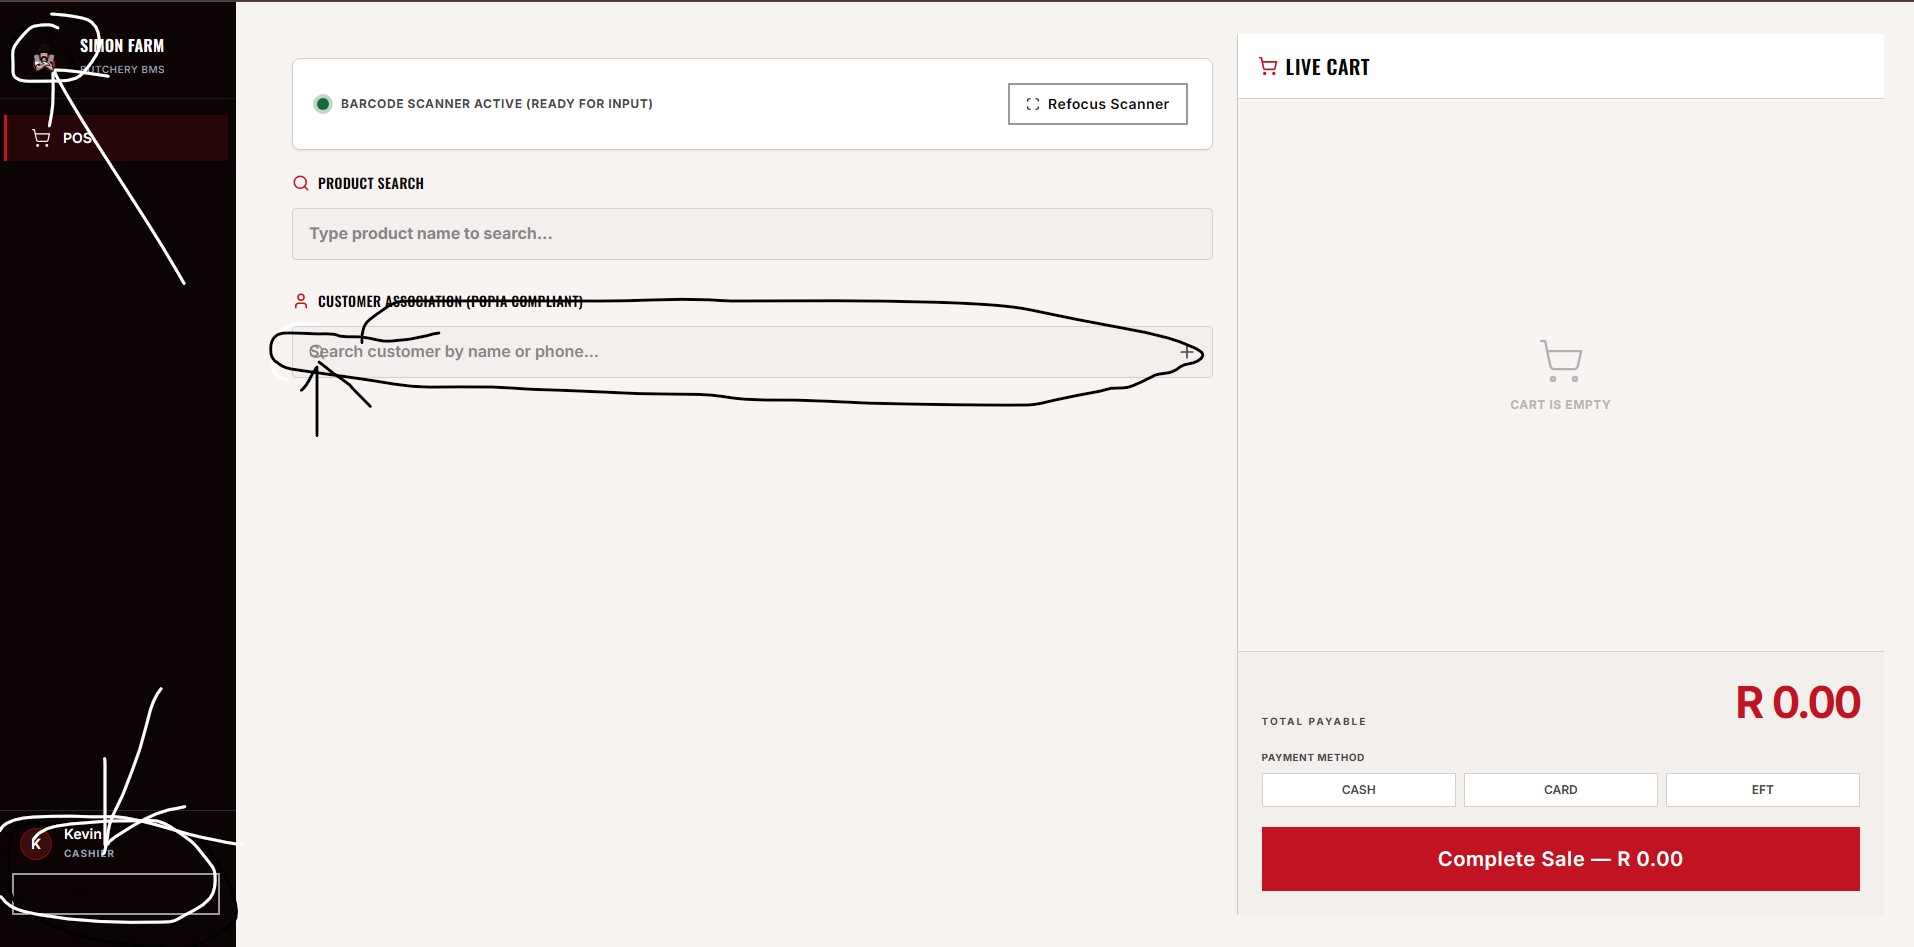 SIMON FARM
BUTCHERY BMS
POS
BARCODE SCANNER ACTIVE (READY FOR INPUT)
Refocus Scanner
PRODUCT SEARCH
Type product name to search...
CUSTOMER ASSOCIATION (POPIA COMPLIANT)
Search customer by name or phone...
LIVE CART
CART IS EMPTY
TOTAL PAYABLE
R 0.00
PAYMENT METHOD
CASH
CARD
EFT
Complete Sale — R 0.00
K
Kevin
CASHIER